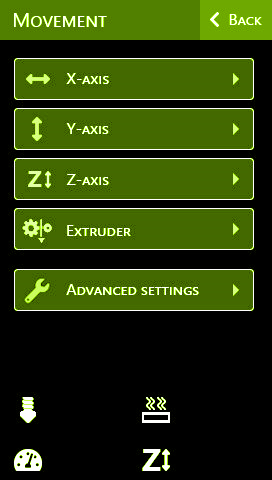 Movement
Back
X-axis
Y-axis
Z Z-axis
Extruder
Advanced settings
Z